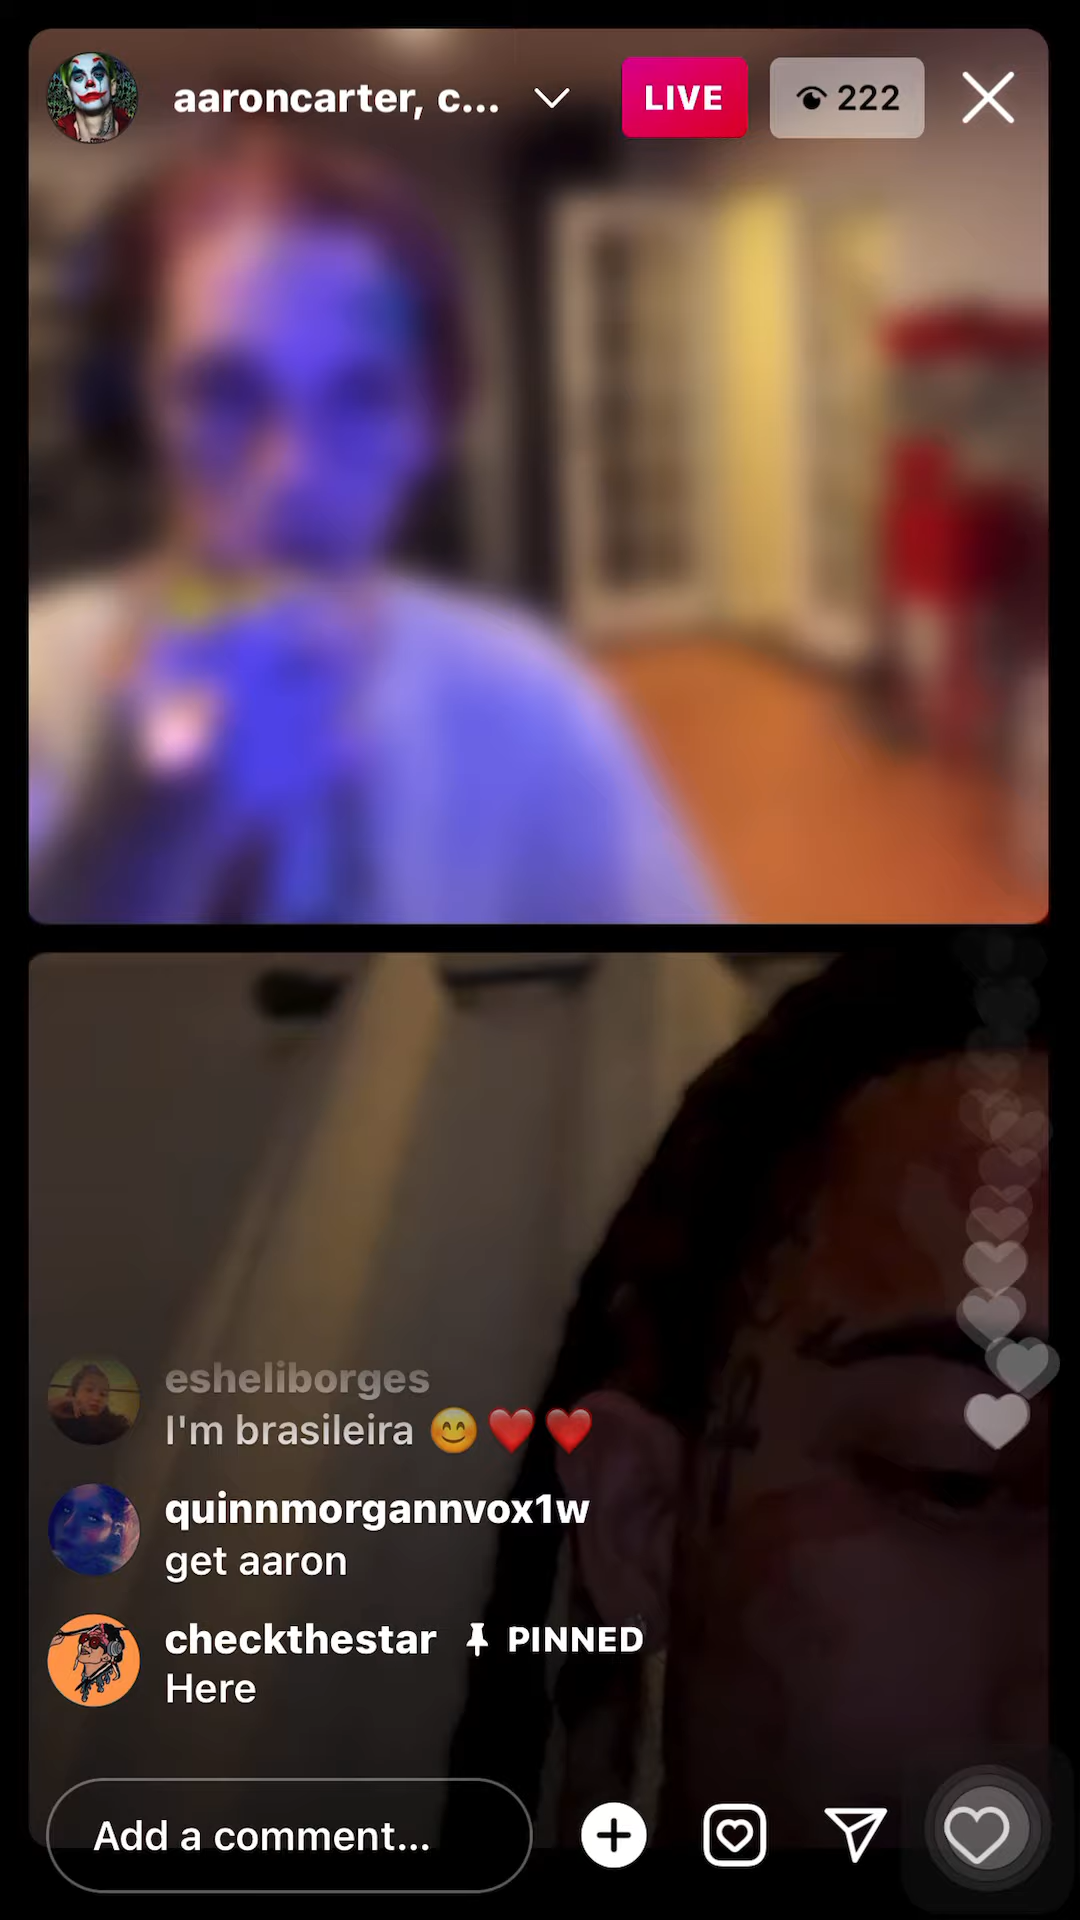 aaroncarter, c...
LIVE
222
esheliborges
I'm brasileira 😊❤️❤️
quinnmorgannvox1w
get aaron
checkthestar PINNED
Here
Add a comment...